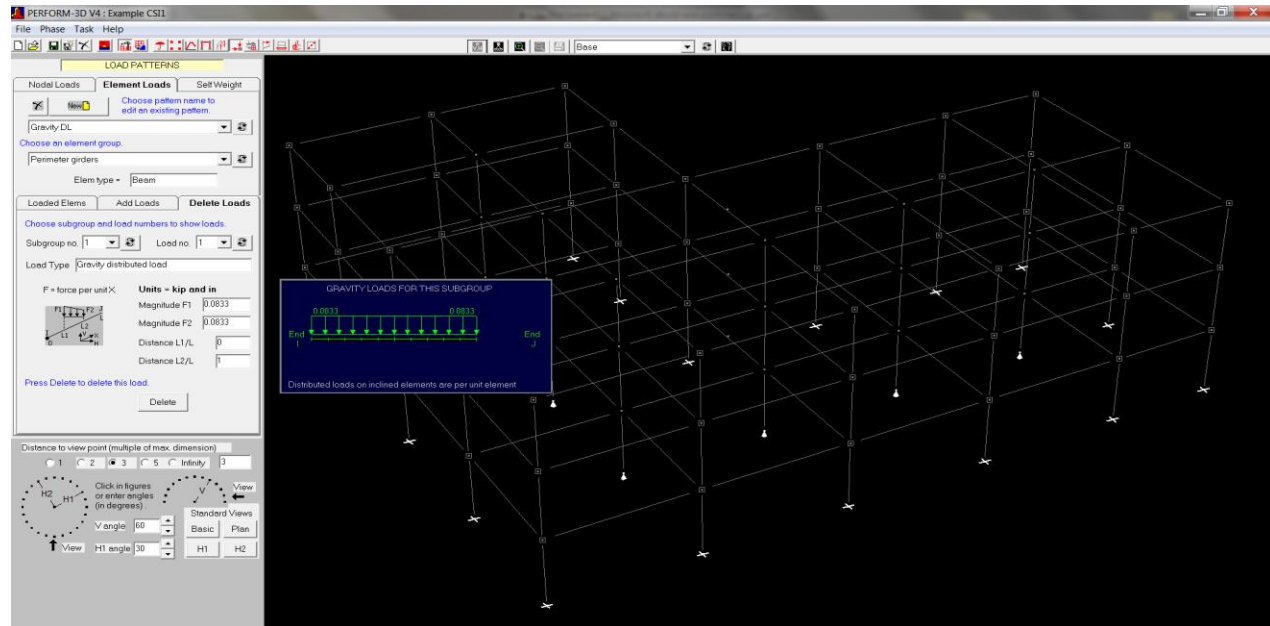 PERFORM-3D V4 : Example CSI1
File Phase Task Help
Base
LOAD PATTERNS
Nodal Loads Element Loads Self Weight
New
Choose pattern name to
edit an existing pattern.
Gravity DL
Choose an element group.
Perimeter girders
Elem type = Beam
Loaded Elems Add Loads Delete Loads
Choose subgroup and load numbers to show loads.
Subgroup no. 1 Load no. 1
Load Type Gravity distributed load
F = force per unit X. Units - kip and in
Magnitude F1 0.0833
Magnitude F2 0.0833
Distance L1/L 0
Distance L2/L 1
F1 F2 J
L
L2
I L1 V X
0 H
Press Delete to delete this load.
Delete
GRAVITY LOADS FOR THIS SUBGROUP
0.0833 0.0833
End I End J
Distributed loads on inclined elements are per unit element
Distance to view point (multiple of max. dimension)
1 2 3 5 Infinity 3
H2 H1
Click in figures
or enter angles
(in degrees).
V View
V angle 60
H1 angle 30
View
Standard Views
Basic Plan
H1 H2